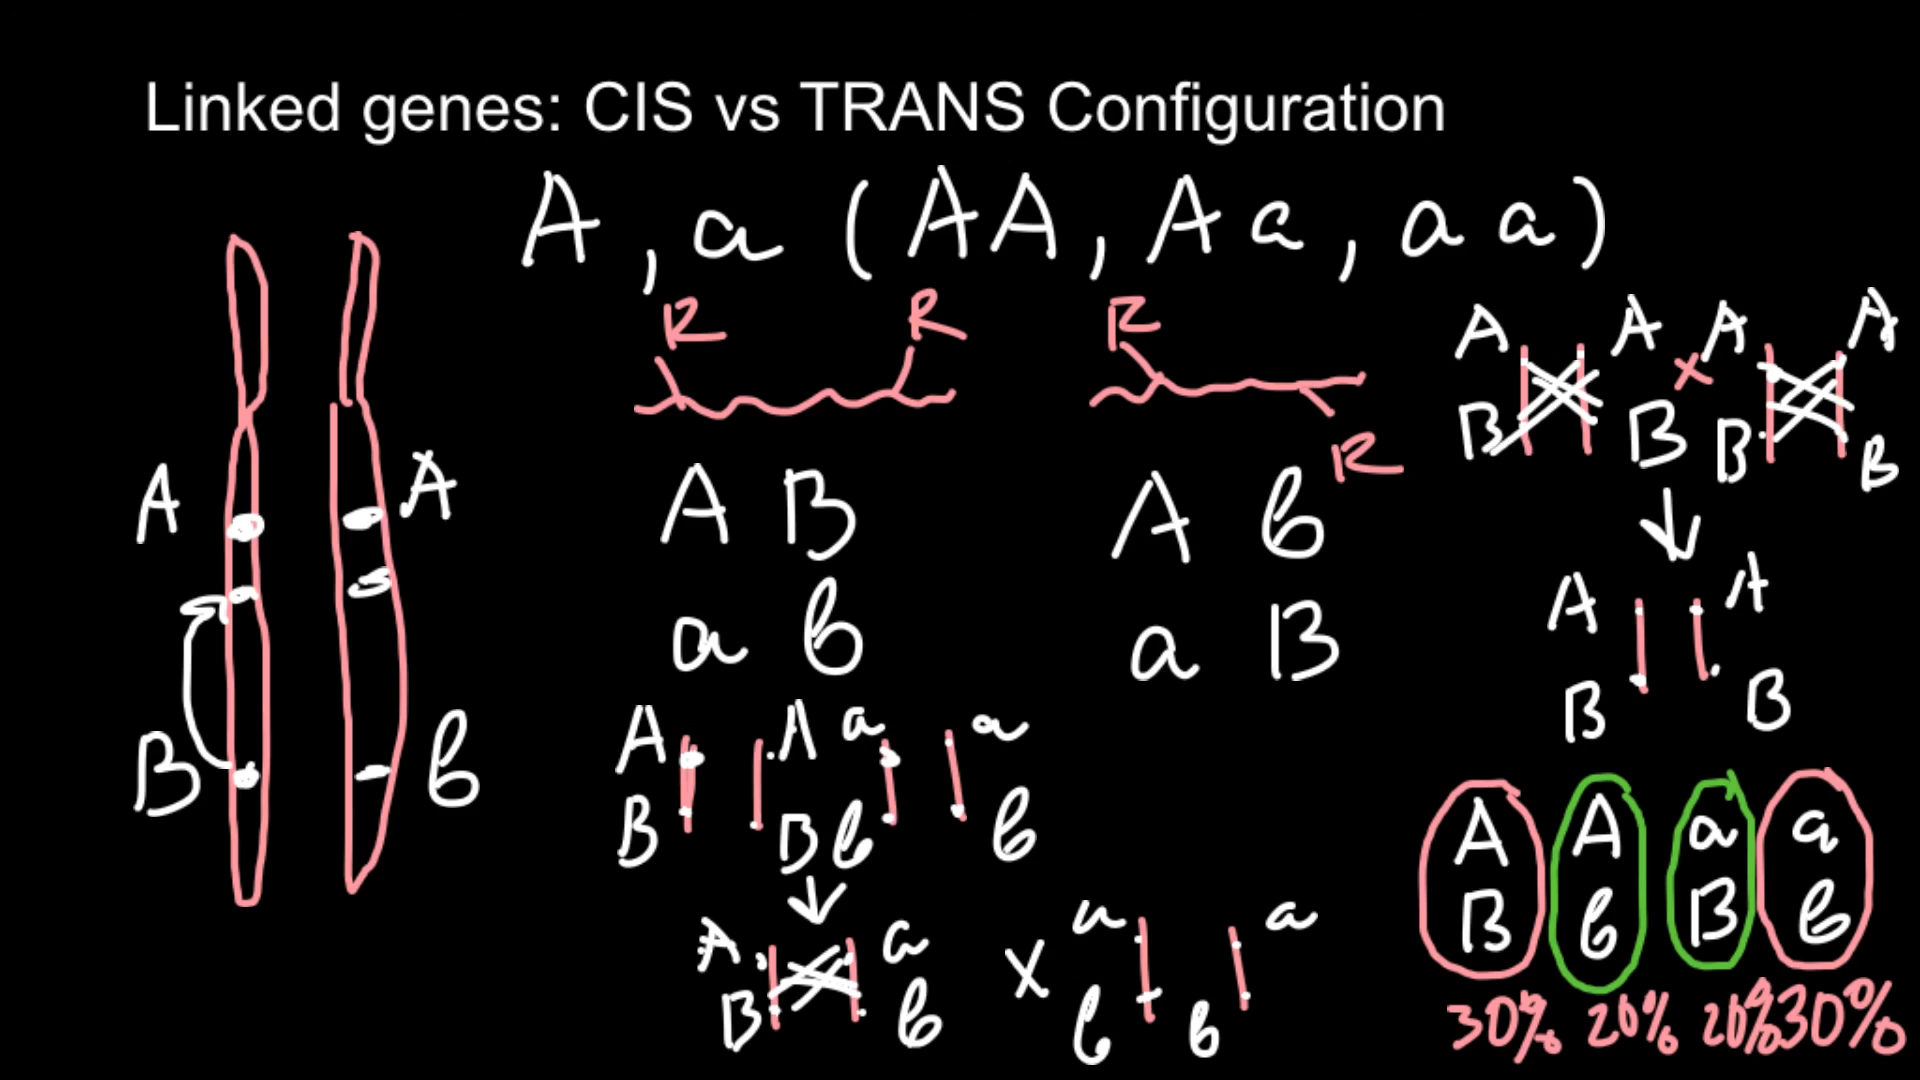 Linked genes: CIS vs TRANS Configuration
A, a (AA, Aa, aa)
R R R R
A A
B b
A B
a b
A b
a B
A A x A A
B B B B
A A
B B
A A a a
B B b b
A a x a a
B b b b
A A a a
B b B b
30% 20% 20% 30%